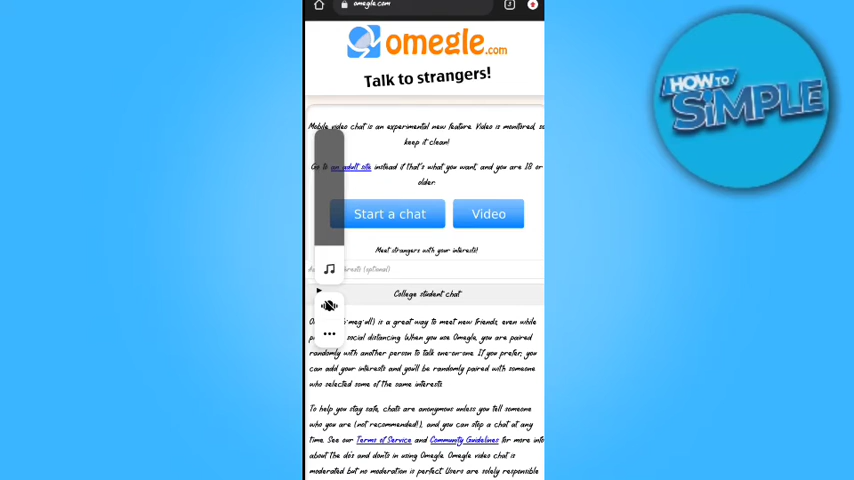 omegle.com
2
omegle.com
Talk to strangers!
HOW TO
SIMPLE
Mobile video chat is an experimental new feature. Video is monitored, so
keep it clean!
Go to an adult site instead if that's what you want, and you are 18 or
older.
Start a chat
Video
Meet strangers with your interests!
(optional)
College student chat
is a great way to meet new friends, even while
social distancing. When you use Omegle, you are paired
randomly with another person to talk one-on-one. If you prefer, you
can add your interests and you'll be randomly paired with someone
who selected some of the same interests.
To help you stay safe, chats are anonymous unless you tell someone
who you are (not recommended!), and you can stop a chat at any
time. See our Terms of Service and Community Guidelines for more info
about the do's and don'ts in using Omegle. Omegle video chat is
moderated but no moderation is perfect. Users are solely responsible